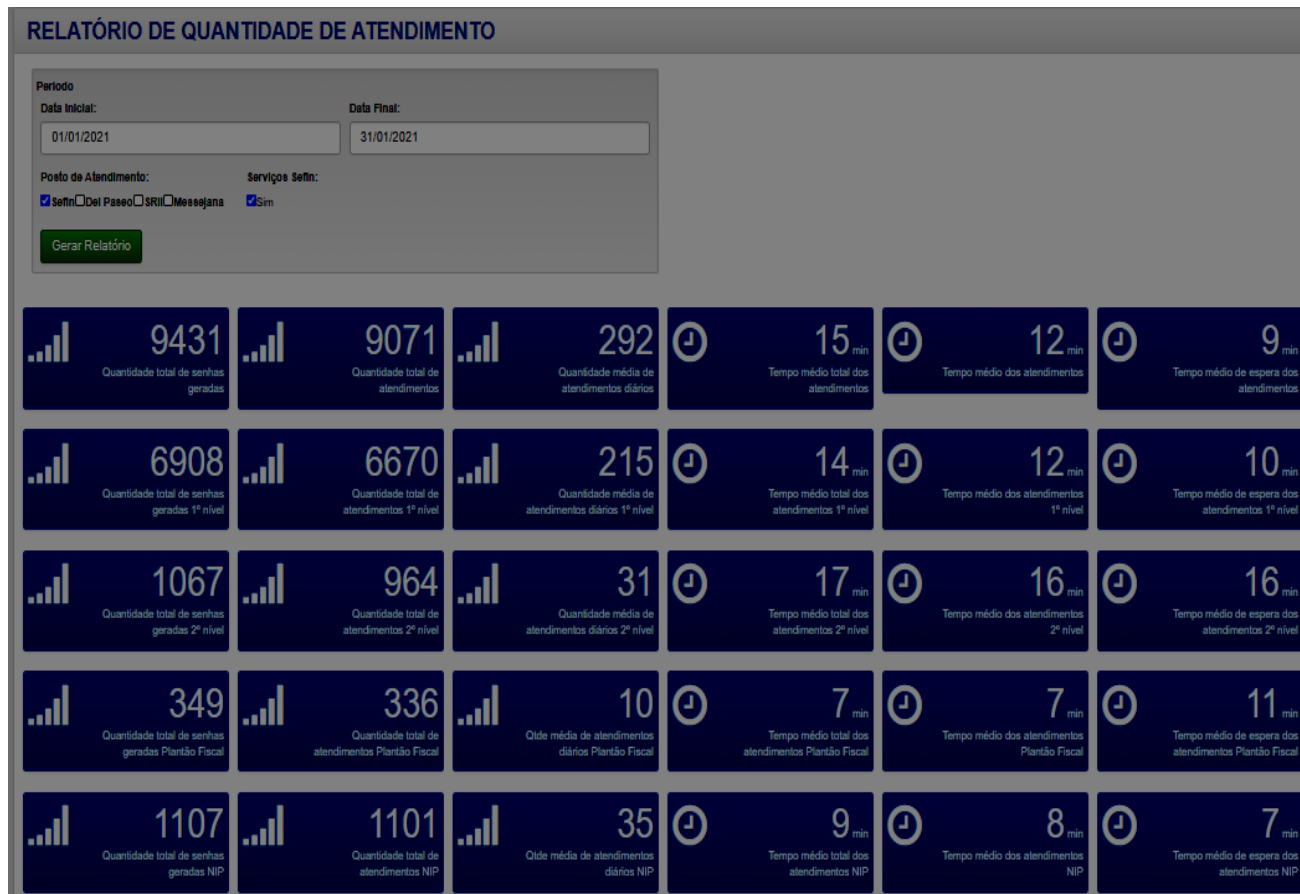 RELATÓRIO DE QUANTIDADE DE ATENDIMENTO
Período
Data Inicial:
Data Final:
01/01/2021
31/01/2021
Posto de Atendimento:
Serviços Sefin:
Sefin Del Paseo SRII Messejana
Sim
Gerar Relatório
9431
Quantidade total de senhas
geradas
9071
Quantidade total de
atendimentos
292
Quantidade média de
atendimentos diários
15 min
Tempo médio total dos
atendimentos
12 min
Tempo médio dos atendimentos
9 min
Tempo médio de espera dos
atendimentos
6908
Quantidade total de senhas
geradas 1º nível
6670
Quantidade total de
atendimentos 1º nível
215
Quantidade média de
atendimentos diários 1º nível
14 min
Tempo médio total dos
atendimentos 1º nível
12 min
Tempo médio dos atendimentos
1º nível
10 min
Tempo médio de espera dos
atendimentos 1º nível
1067
Quantidade total de senhas
geradas 2º nível
964
Quantidade total de
atendimentos 2º nível
31
Quantidade média de
atendimentos diários 2º nível
17 min
Tempo médio total dos
atendimentos 2º nível
16 min
Tempo médio dos atendimentos
2º nível
16 min
Tempo médio de espera dos
atendimentos 2º nível
349
Quantidade total de senhas
geradas Plantão Fiscal
336
Quantidade total de
atendimentos Plantão Fiscal
10
Qtde média de atendimentos
diários Plantão Fiscal
7 min
Tempo médio total dos
atendimentos Plantão Fiscal
7 min
Tempo médio dos atendimentos
Plantão Fiscal
11 min
Tempo médio de espera dos
atendimentos Plantão Fiscal
1107
Quantidade total de senhas
geradas NIP
1101
Quantidade total de
atendimentos NIP
35
Qtde média de atendimentos
diários NIP
9 min
Tempo médio total dos
atendimentos NIP
8 min
Tempo médio dos atendimentos
NIP
7 min
Tempo médio de espera dos
atendimentos NIP